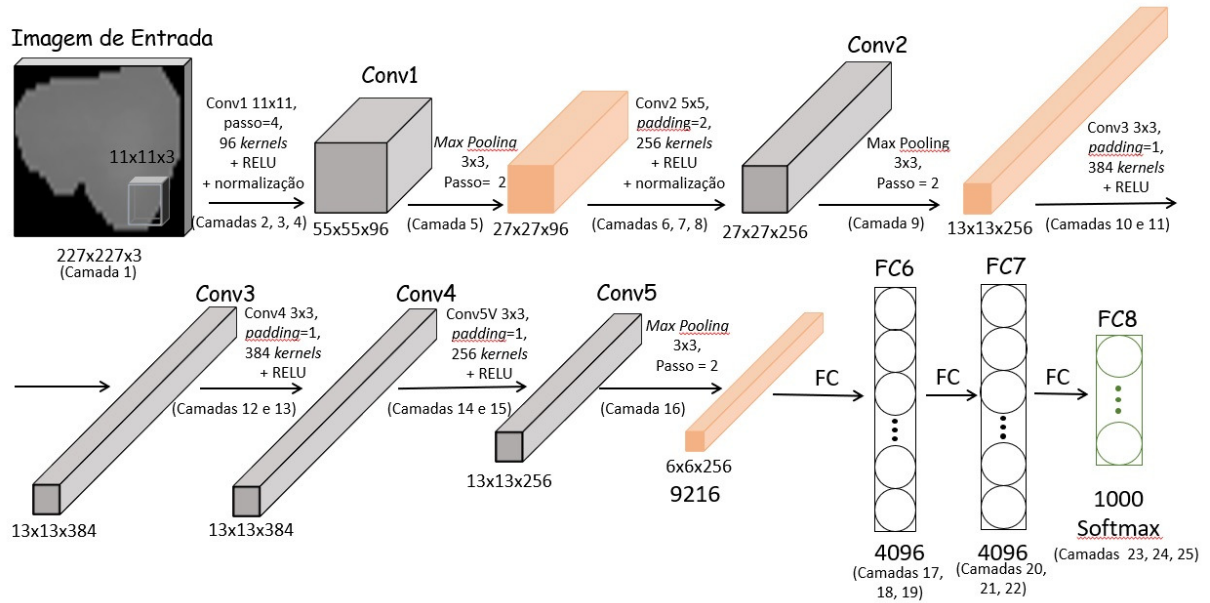 Imagem de Entrada
11x11x3
227x227x3
(Camada 1)
Conv1 11x11,
passo=4,
96 kernels
+ RELU
+ normalização
(Camadas 2, 3, 4)
Conv1
55x55x96
Max Pooling
3x3,
Passo= 2
(Camada 5)
27x27x96
Conv2 5x5,
padding=2,
256 kernels
+ RELU
+ normalização
(Camadas 6, 7, 8)
Conv2
27x27x256
Max Pooling
3x3,
Passo = 2
(Camada 9)
13x13x256
Conv3 3x3,
padding=1,
384 kernels
+ RELU
(Camadas 10 e 11)
Conv3
13x13x384
Conv4 3x3,
padding=1,
384 kernels
+ RELU
(Camadas 12 e 13)
Conv4
13x13x384
Conv5V 3x3,
padding=1,
256 kernels
+ RELU
(Camadas 14 e 15)
Conv5
13x13x256
Max Pooling
3x3,
Passo = 2
(Camada 16)
6x6x256
9216
FC
FC6
4096
(Camadas 17,
18, 19)
FC
FC7
4096
(Camadas 20,
21, 22)
FC
FC8
1000
Softmax
(Camadas 23, 24, 25)